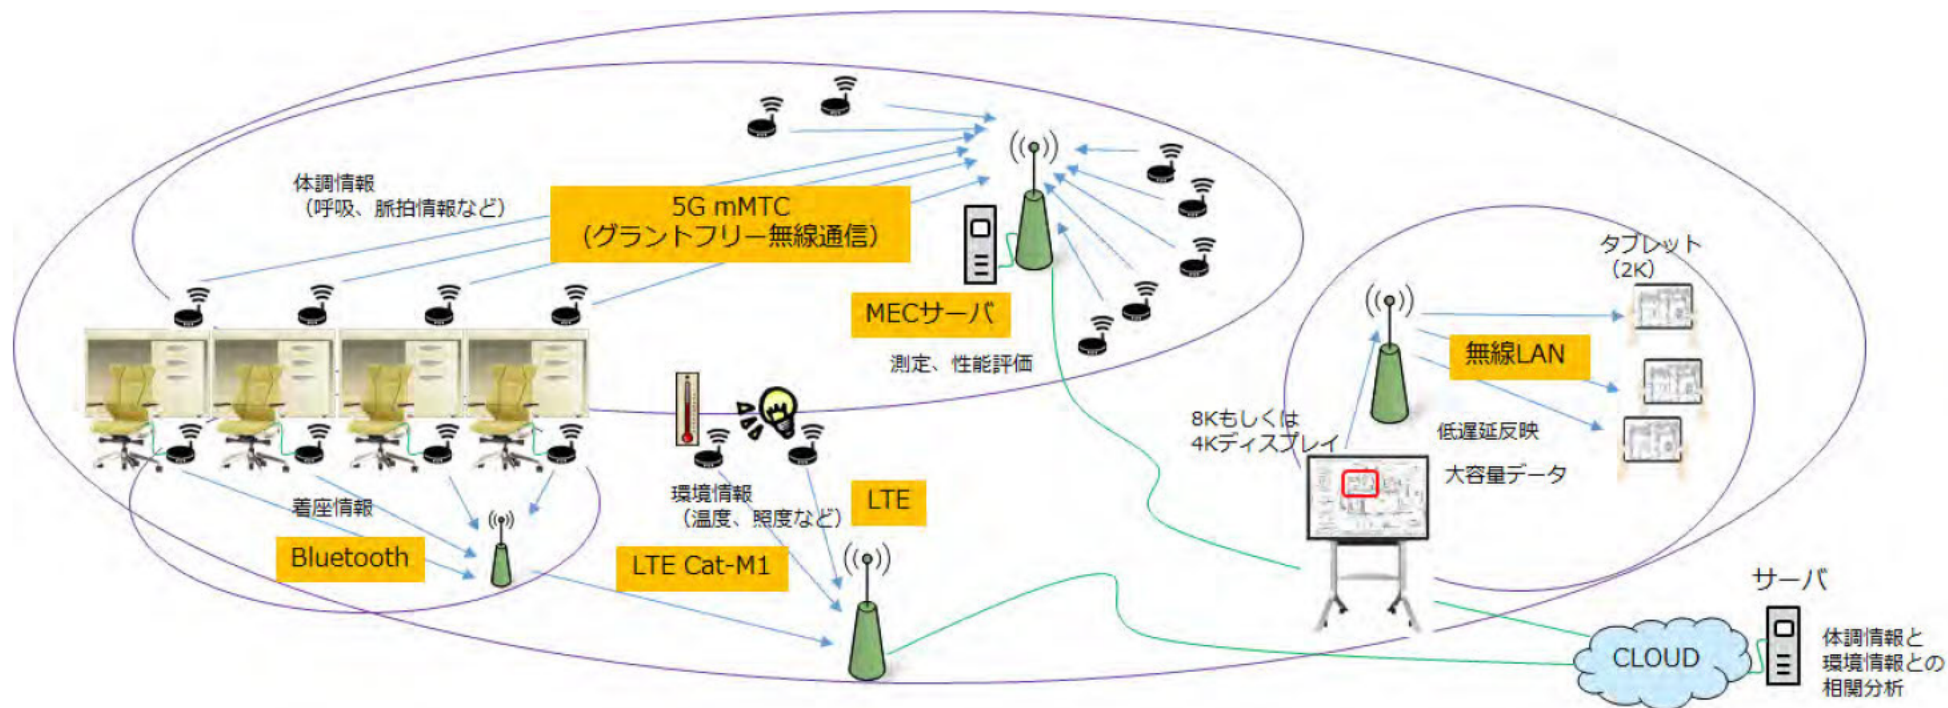 体調情報
(呼吸、脈拍情報など)
5G mMTC
(グラントフリー無線通信)
MECサーバ
測定、性能評価
タブレット
(2K)
無線LAN
8Kもしくは
4Kディスプレイ
低遅延反映
大容量データ
着座情報
Bluetooth
環境情報
(温度、照度など)
LTE
LTE Cat-M1
サーバ
CLOUD
体調情報と
環境情報との
相関分析